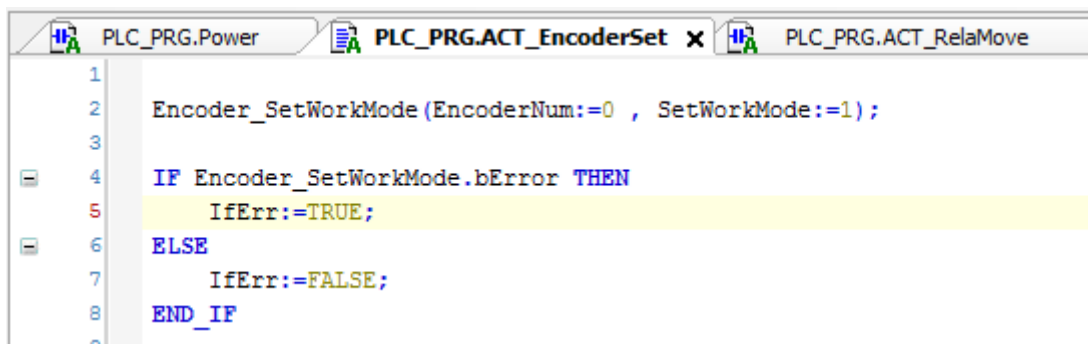 PLC_PRG.Power PLC_PRG.ACT_EncoderSet x PLC_PRG.ACT_RelaMove
1
2 Encoder_SetWorkMode(EncoderNum:=0 , SetWorkMode:=1);
3
4 IF Encoder_SetWorkMode.bError THEN
5 IfErr:=TRUE;
6 ELSE
7 IfErr:=FALSE;
8 END_IF